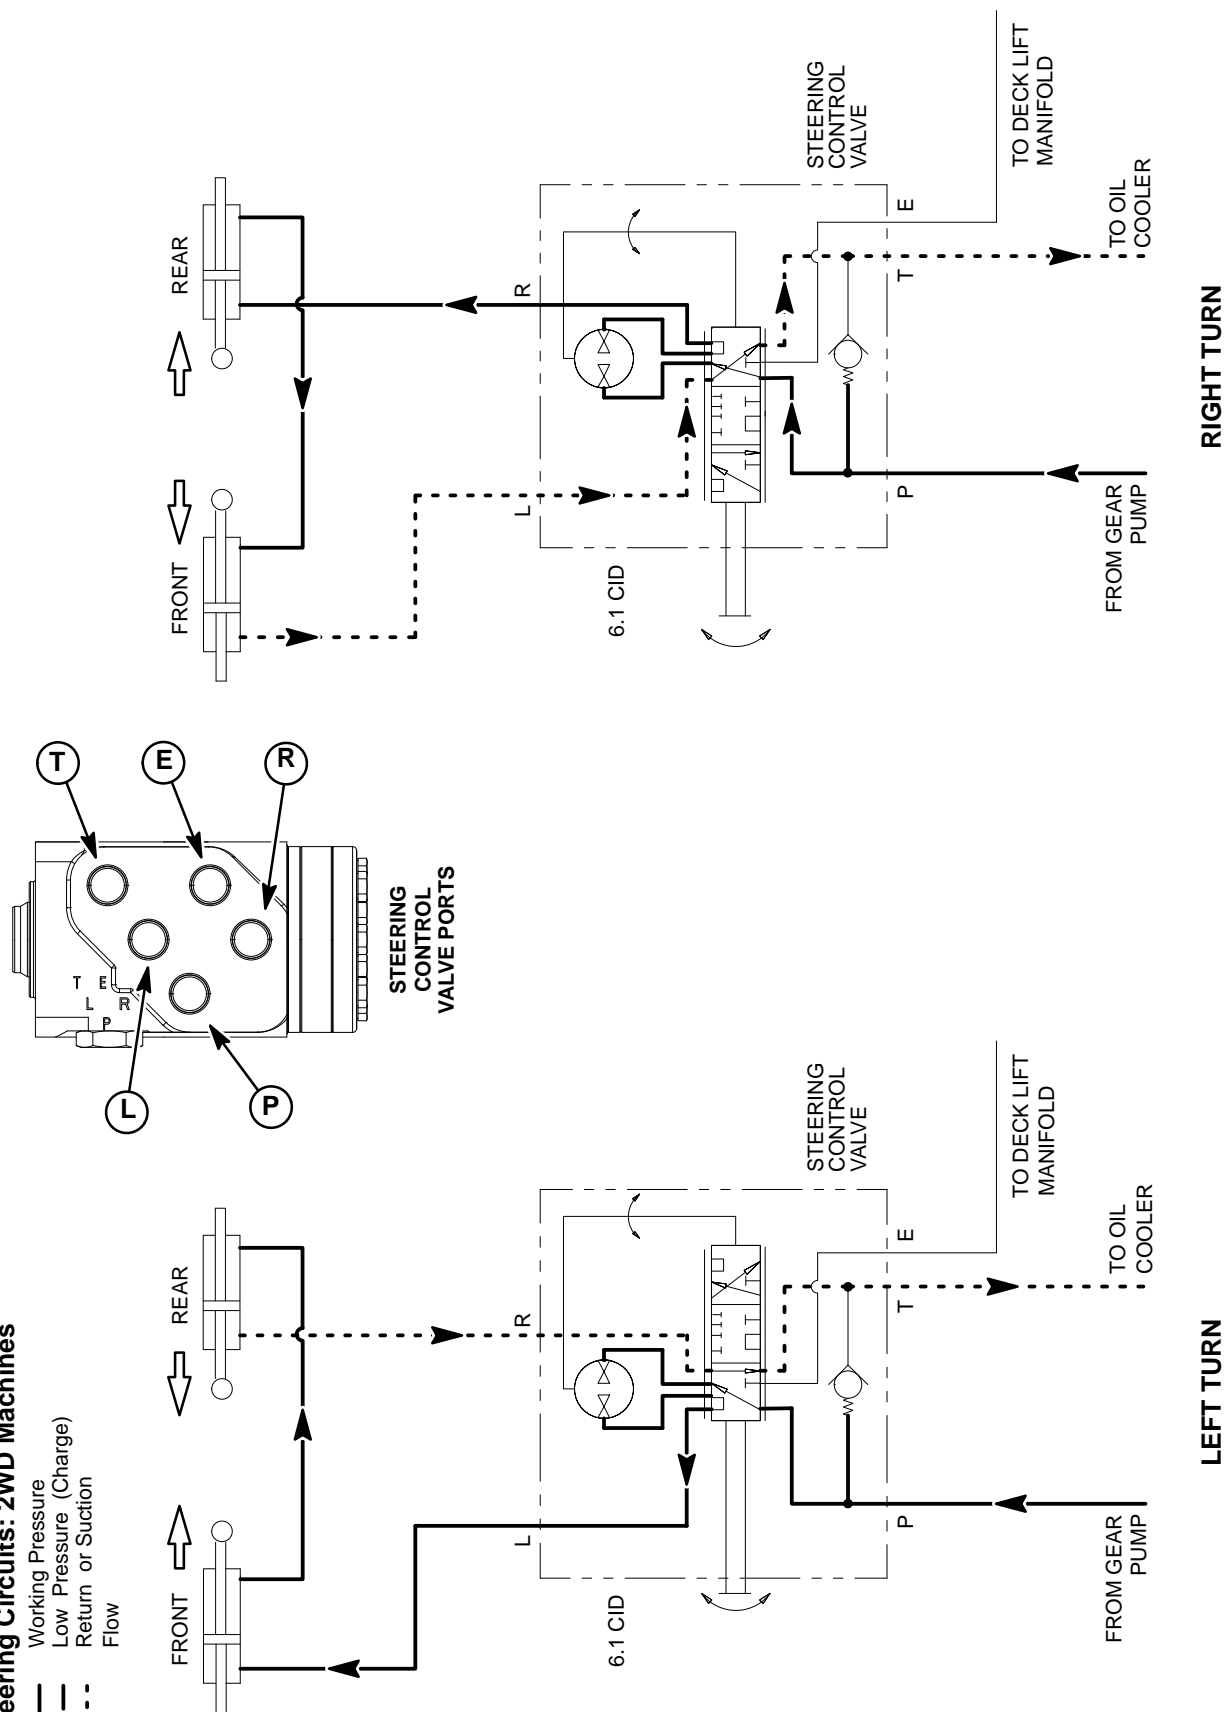 eering Circuits: 2WD Machines
Working Pressure
Low Pressure (Charge)
Return or Suction
Flow
FRONT
REAR
L
R
6.1 CID
STEERING
CONTROL
VALVE
P
T
E
FROM GEAR
PUMP
TO OIL
COOLER
TO DECK LIFT
MANIFOLD
LEFT TURN
T
E
R
L
P
T E
L R
P
STEERING
CONTROL
VALVE PORTS
FRONT
REAR
L
R
6.1 CID
STEERING
CONTROL
VALVE
P
T
E
FROM GEAR
PUMP
TO OIL
COOLER
TO DECK LIFT
MANIFOLD
RIGHT TURN